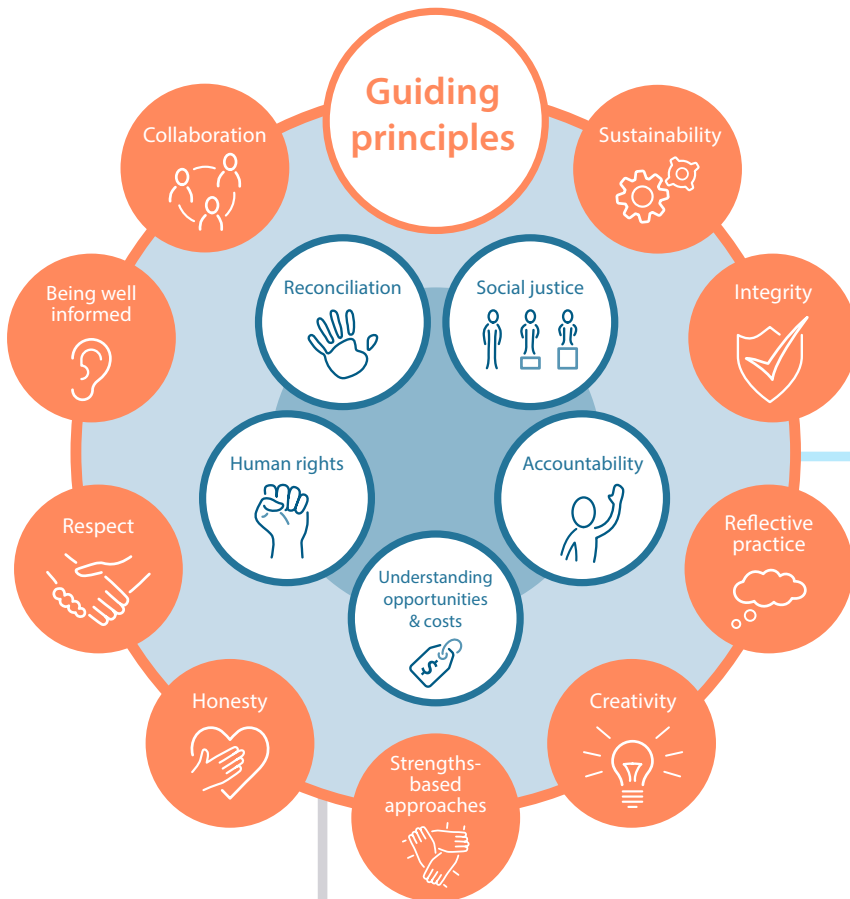 Guiding
principles
Collaboration
Sustainability
Being well
informed
Reconciliation
Social justice
Integrity
Human rights
Accountability
Respect
Reflective
practice
Understanding
opportunities
& costs
$
Honesty
Creativity
Strengths-
based
approaches